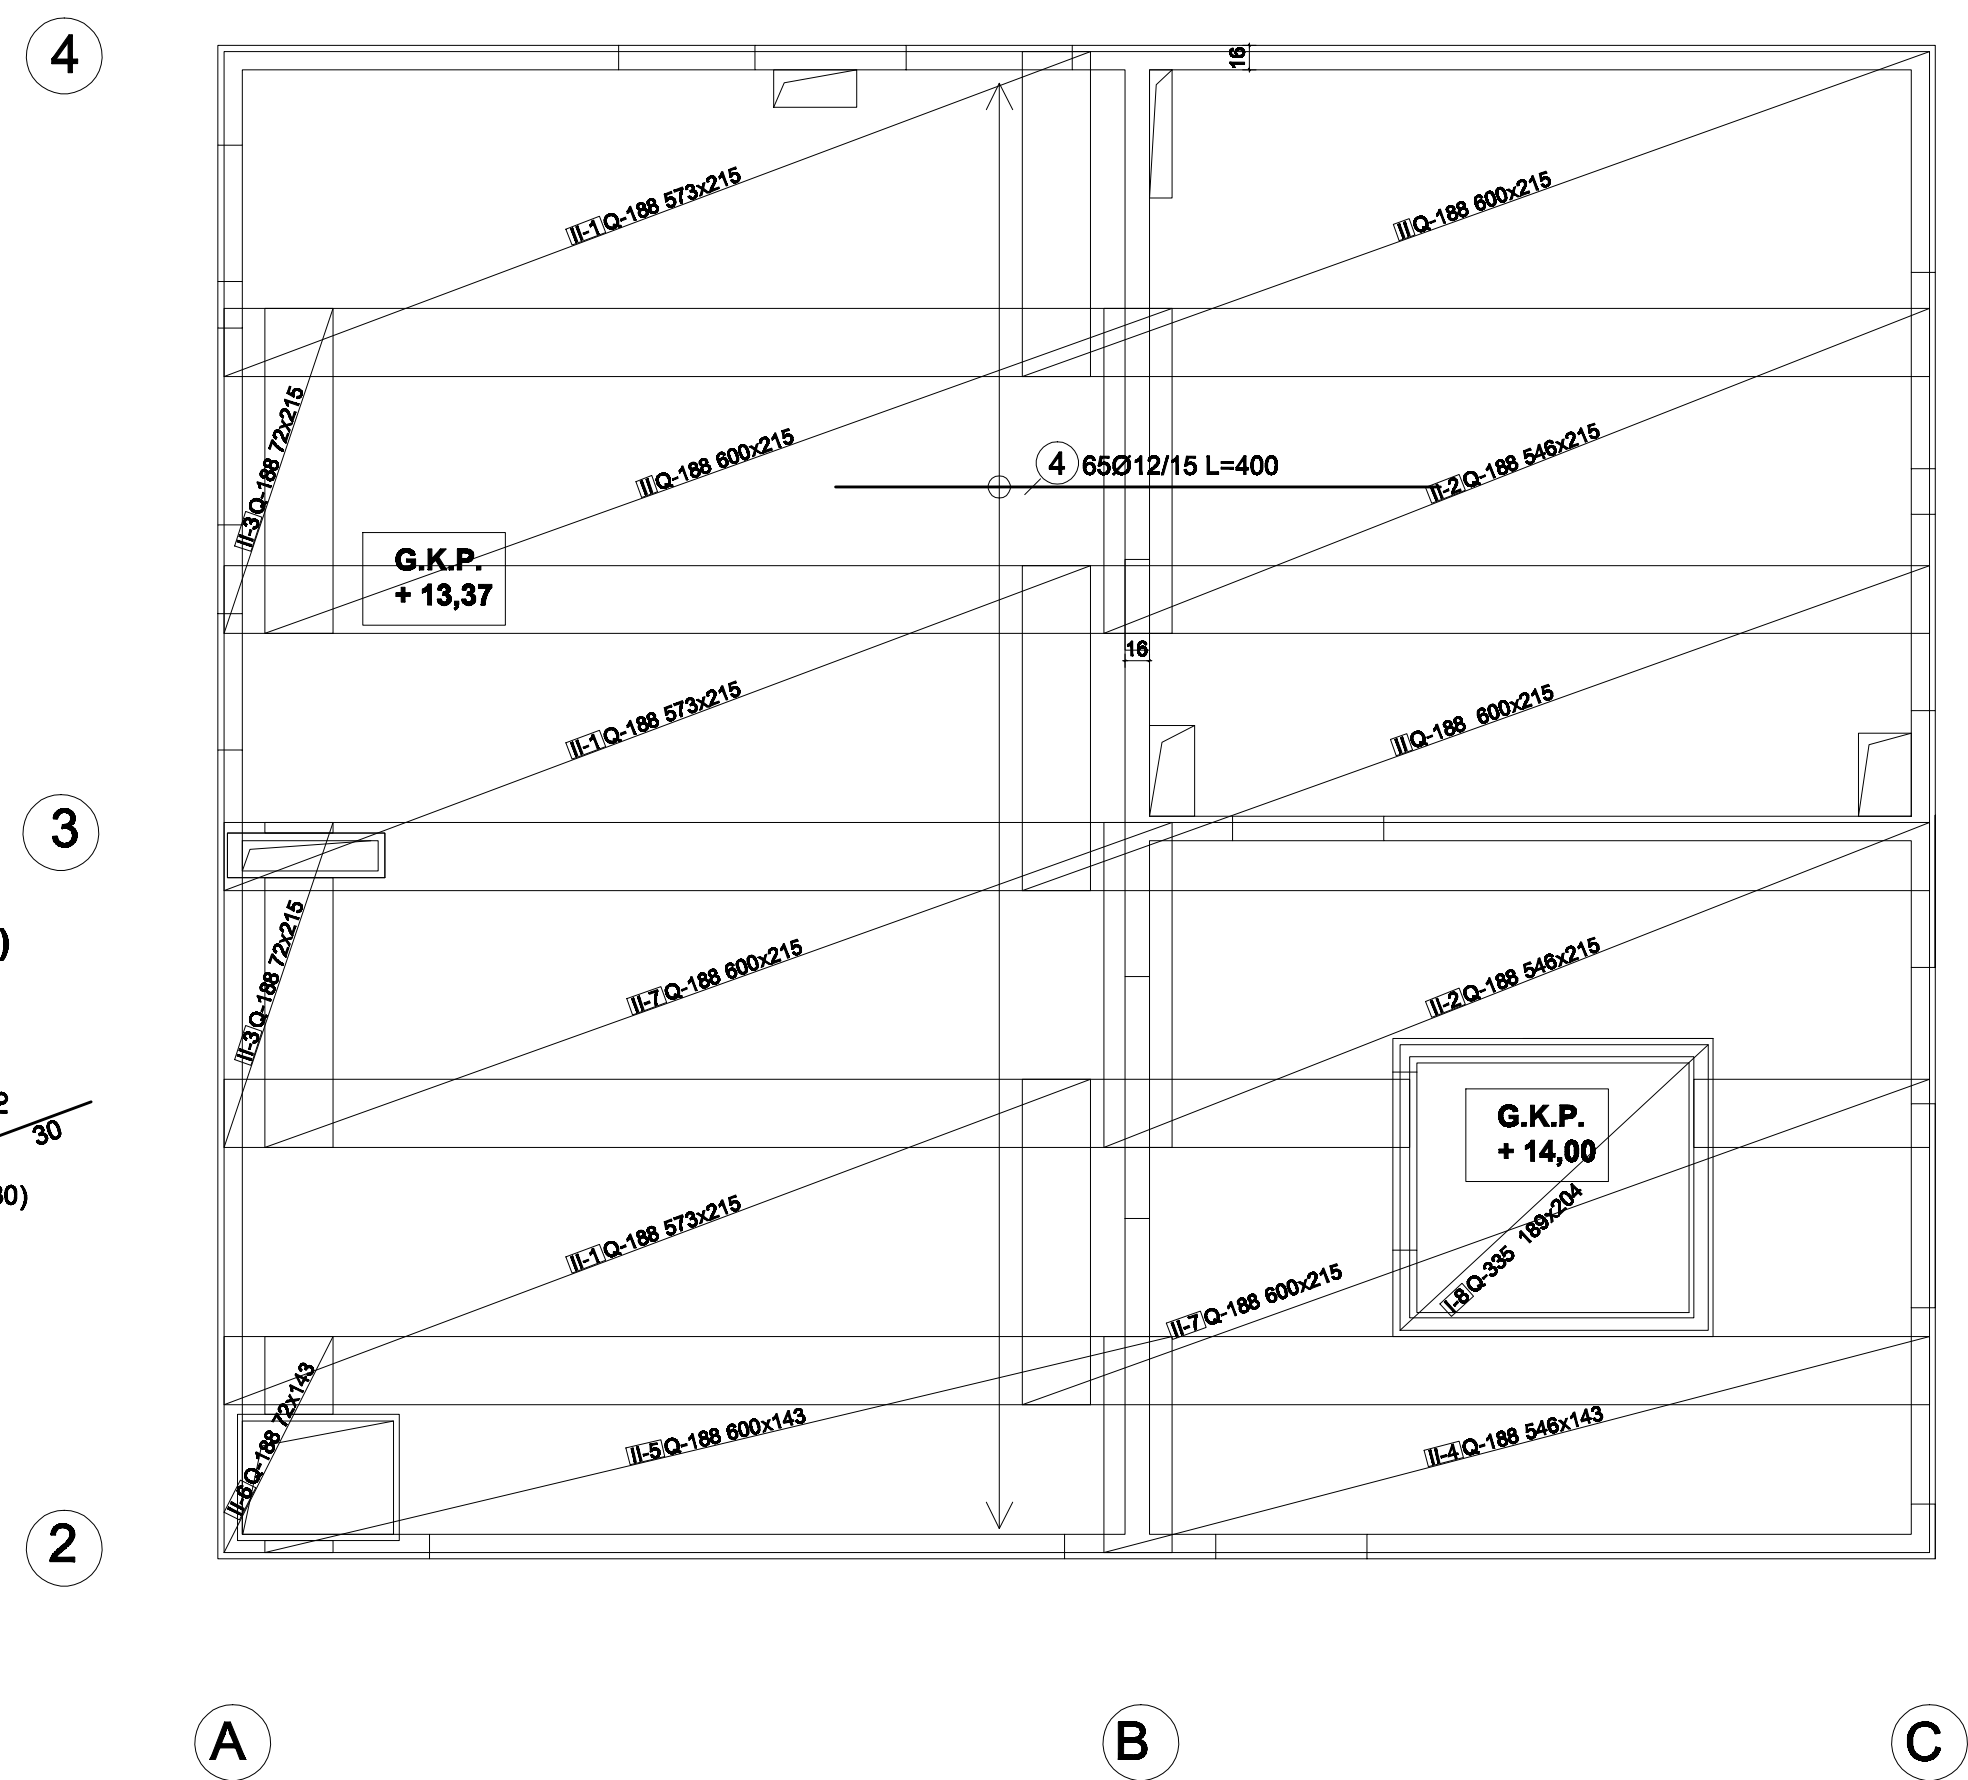 4
16
II-1 Q-188 573x215
II Q-188 600x215
II-3 Q-188 72x215
II Q-188 600x215
4 65Ø12/15 L=400
II-2 Q-188 546x215
G.K.P.
+ 13,37
16
II-1 Q-188 573x215
II Q-188 600x215
3
)
II-3 Q-188 72x215
II-7 Q-188 600x215
II-2 Q-188 546x215
30
30)
G.K.P.
+ 14,00
I-8 Q-335 189x204
II-1 Q-188 573x215
II-7 Q-188 600x215
II-6 Q-188 72x143
II-5 Q-188 600x143
II-4 Q-188 546x143
2
A
B
C